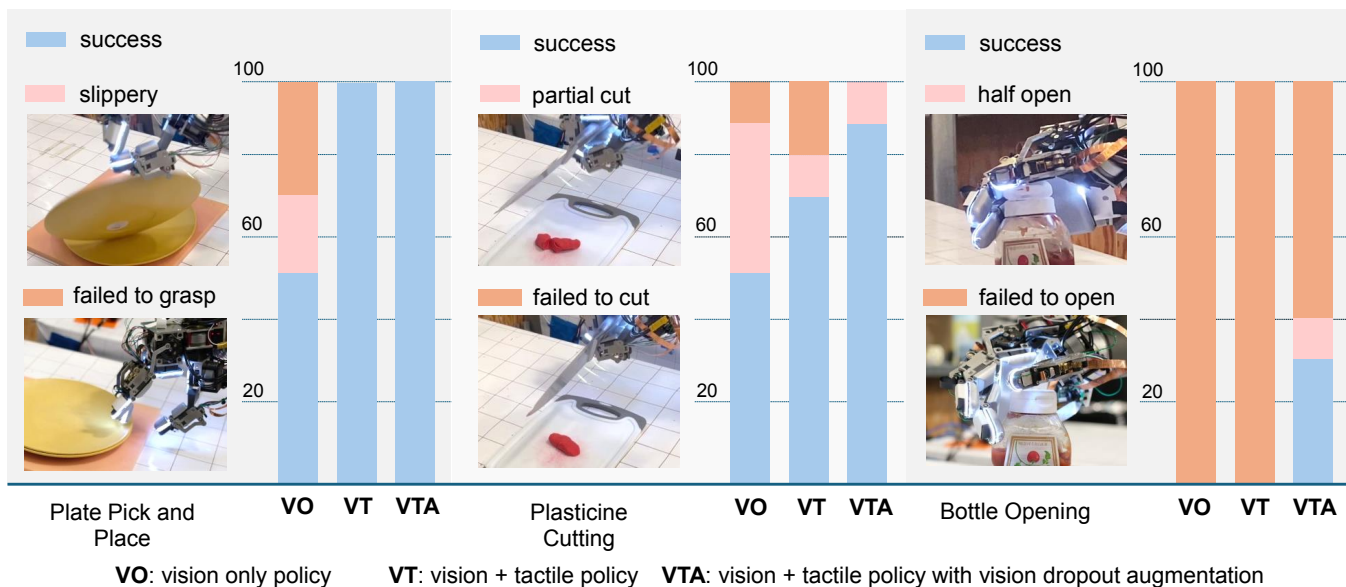 success
slippery
failed to grasp
100
60
20
VO
VT
VTA
Plate Pick and
Place
success
partial cut
failed to cut
100
60
20
VO
VT
VTA
Plasticine
Cutting
success
half open
failed to open
100
60
20
VO
VT
VTA
Bottle Opening
VO: vision only policy
VT: vision + tactile policy
VTA: vision + tactile policy with vision dropout augmentation